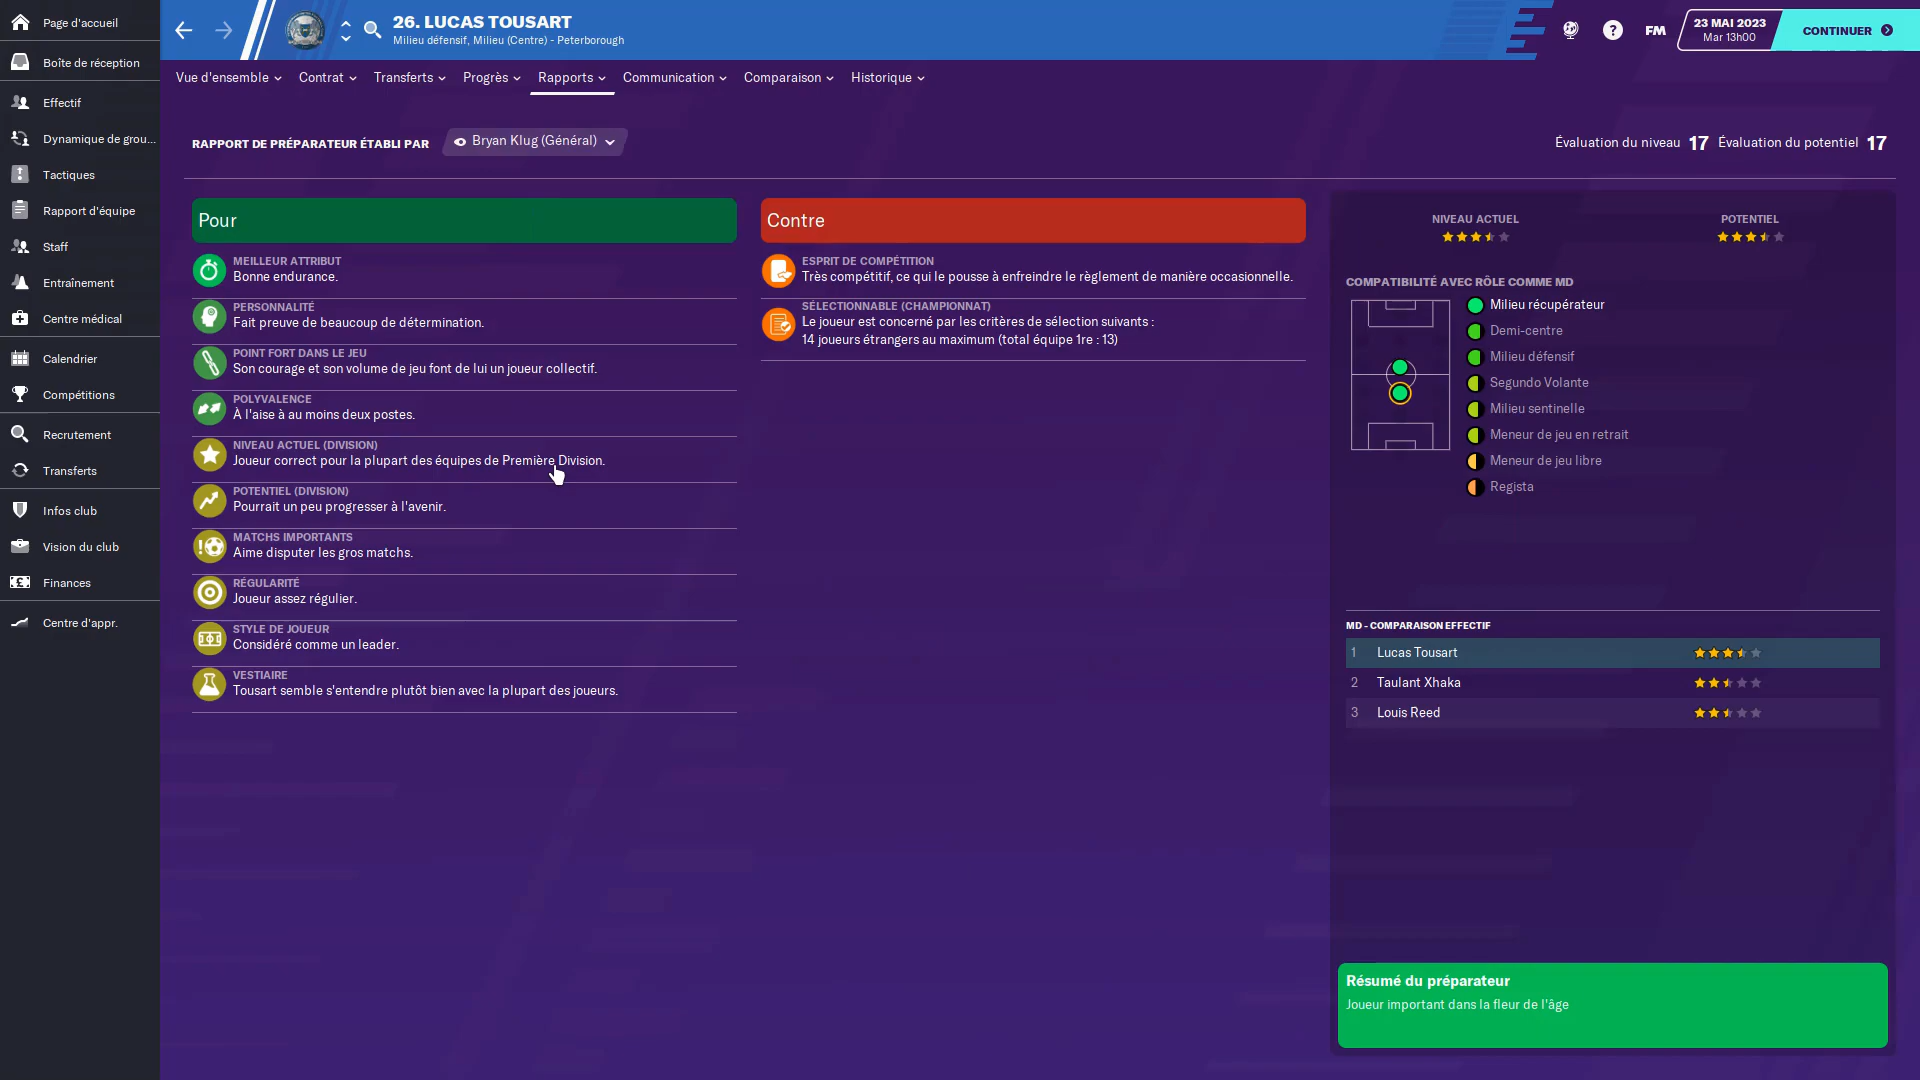 Page d'accueil
Boîte de réception
Effectif
Dynamique de grou...
Tactiques
Rapport d'équipe
Staff
Entraînement
Centre médical
Calendrier
Compétitions
Recrutement
Transferts
Infos club
Vision du club
Finances
Centre d'appr.
26. LUCAS TOUSART
Milieu défensif, Milieu (Centre) - Peterborough
FM
23 MAI 2023
Mar 13h00
CONTINUER
Vue d'ensemble Contrat Transferts Progrès Rapports Communication Comparaison Historique
RAPPORT DE PRÉPARATEUR ÉTABLI PAR Bryan Klug (Général)
Évaluation du niveau 17 Évaluation du potentiel 17
Pour
MEILLEUR ATTRIBUT
Bonne endurance.
PERSONNALITÉ
Fait preuve de beaucoup de détermination.
POINT FORT DANS LE JEU
Son courage et son volume de jeu font de lui un joueur collectif.
POLYVALENCE
À l'aise à au moins deux postes.
NIVEAU ACTUEL (DIVISION)
Joueur correct pour la plupart des équipes de Première Division.
POTENTIEL (DIVISION)
Pourrait un peu progresser à l'avenir.
MATCHS IMPORTANTS
Aime disputer les gros matchs.
RÉGULARITÉ
Joueur assez régulier.
STYLE DE JOUEUR
Considéré comme un leader.
VESTIAIRE
Tousart semble s'entendre plutôt bien avec la plupart des joueurs.
Contre
ESPRIT DE COMPÉTITION
Très compétitif, ce qui le pousse à enfreindre le règlement de manière occasionnelle.
SÉLECTIONNABLE (CHAMPIONNAT)
Le joueur est concerné par les critères de sélection suivants :
14 joueurs étrangers au maximum (total équipe 1re : 13)
NIVEAU ACTUEL
POTENTIEL
COMPATIBILITÉ AVEC RÔLE COMME MD
Milieu récupérateur
Demi-centre
Milieu défensif
Segundo Volante
Milieu sentinelle
Meneur de jeu en retrait
Meneur de jeu libre
Regista
MD - COMPARAISON EFFECTIF
1 Lucas Tousart
2 Taulant Xhaka
3 Louis Reed
Résumé du préparateur
Joueur important dans la fleur de l'âge